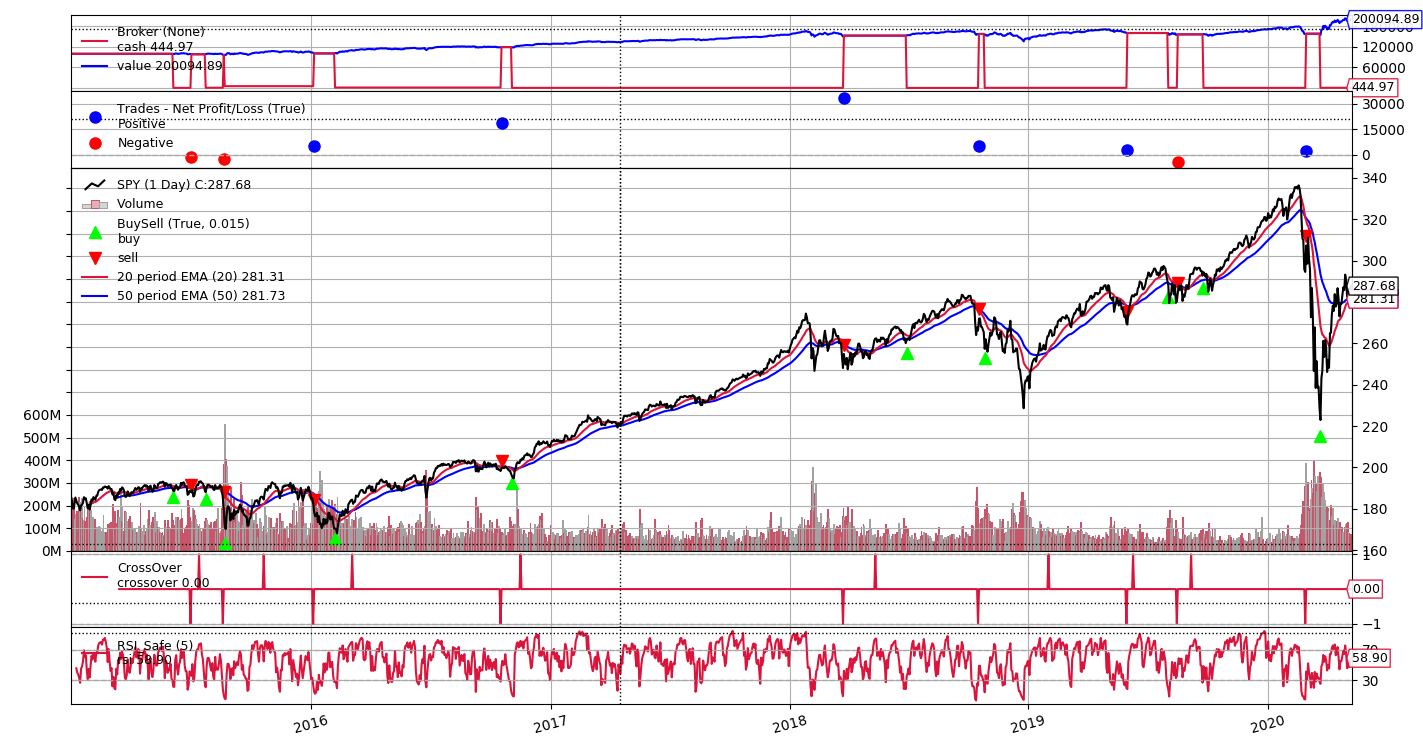 Broker (None)
cash 444.97
value 200094.89
200094.89
120000
60000
444.97
Trades - Net Profit/Loss (True)
Positive
Negative
30000
15000
0
SPY (1 Day) C:287.68
Volume
BuySell (True, 0.015)
buy
sell
20 period EMA (20) 281.31
50 period EMA (50) 281.73
340
320
300
287.68
281.31
260
240
220
200
180
160
600M
500M
400M
300M
200M
100M
0M
CrossOver
crossover 0.00
1
0.00
−1
RSI_Safe (5)
rsi 58.90
70
58.90
30
2016
2017
2018
2019
2020